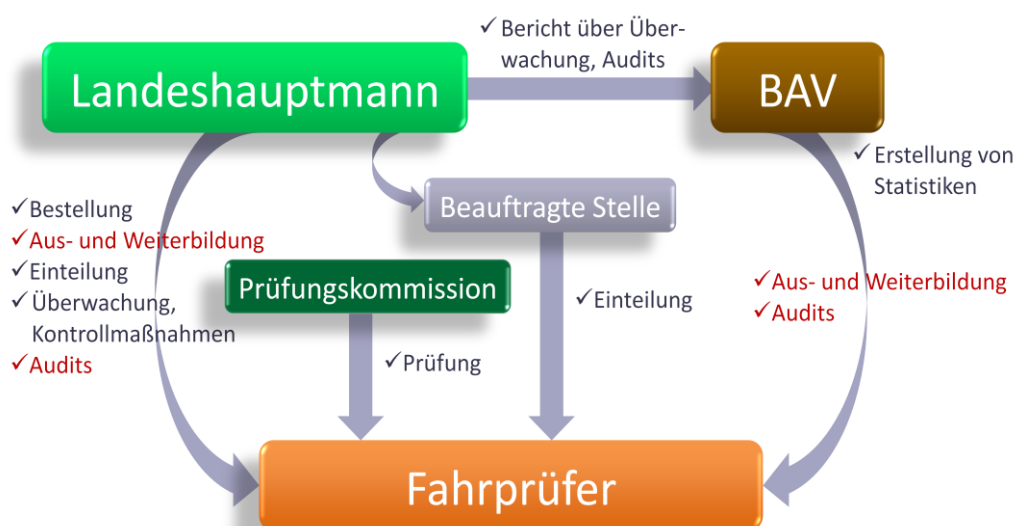 ✓ Bericht über Über-
wachung, Audits
Landeshauptmann
BAV
✓ Erstellung von
Statistiken
Beauftragte Stelle
✓ Bestellung
✓ Aus- und Weiterbildung
✓ Einteilung
✓ Überwachung,
Kontrollmaßnahmen
✓ Audits
Prüfungskommission
✓ Einteilung
✓ Aus- und Weiterbildung
✓ Audits
✓ Prüfung
Fahrprüfer